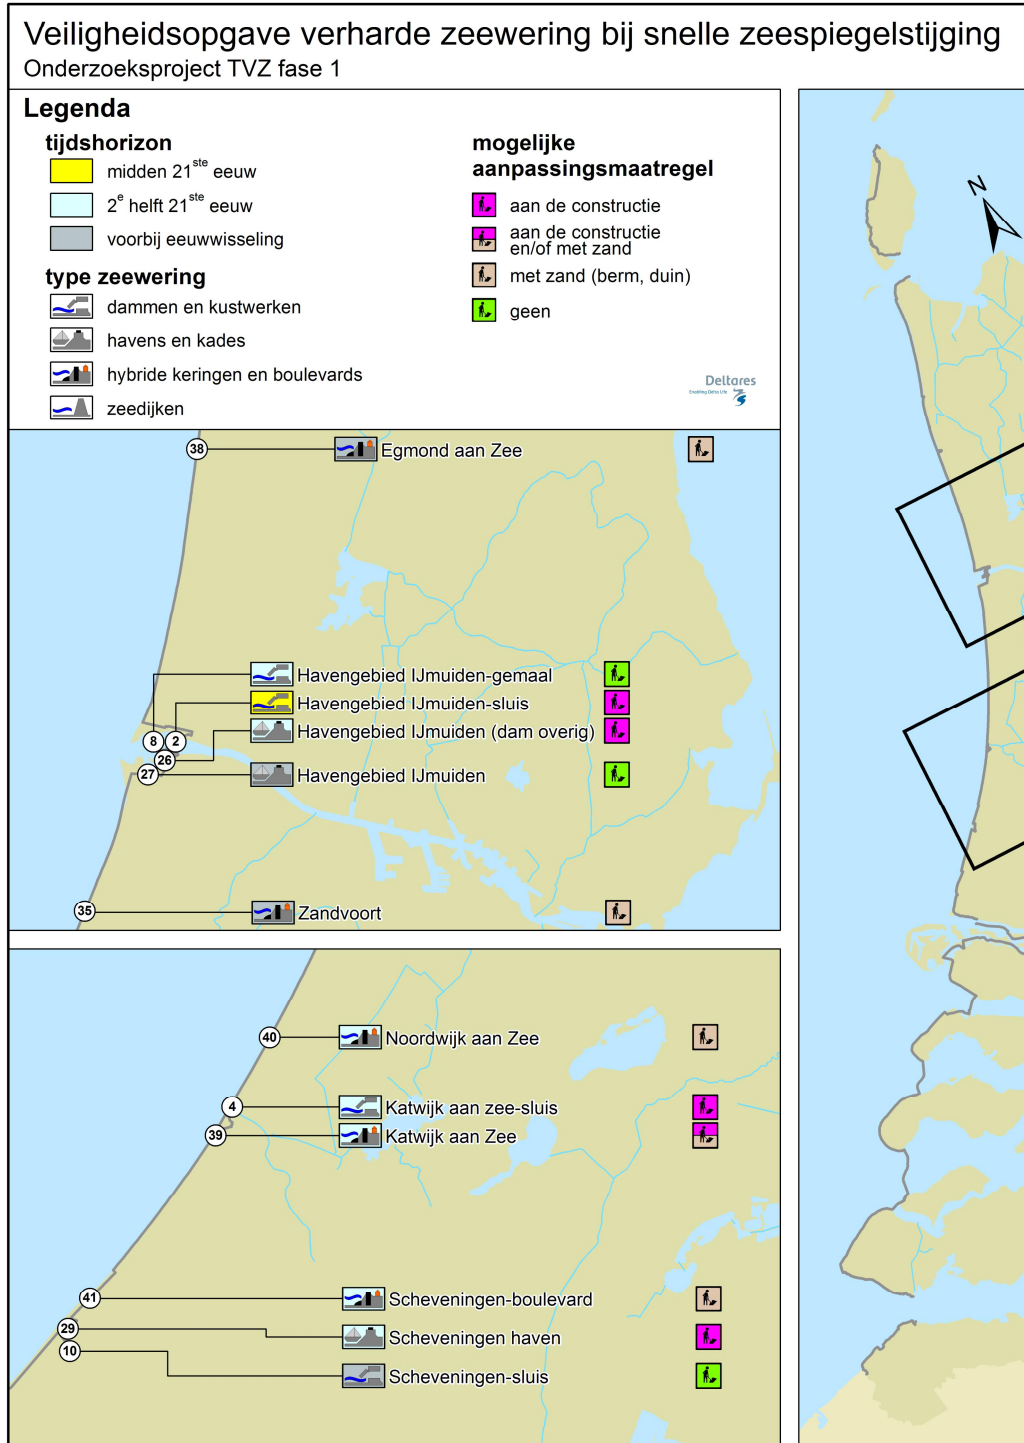 Veiligheidsopgave verharde zeewering bij snelle zeespiegelstijging
Onderzoeksproject TVZ fase 1
Legenda
tijdshorizon
midden 21ste eeuw
2e helft 21ste eeuw
voorbij eeuwwisseling
type zeewering
dammen en kustwerken
havens en kades
hybride keringen en boulevards
zeedijken
mogelijke
aanpassingsmaatregel
aan de constructie
aan de constructie
en/of met zand
met zand (berm, duin)
geen
Deltares
Enabling Delta Life
N
38 Egmond aan Zee
Havengebied IJmuiden-gemaal
Havengebied IJmuiden-sluis
Havengebied IJmuiden (dam overig)
8 2
26
27 Havengebied IJmuiden
35 Zandvoort
40 Noordwijk aan Zee
4 Katwijk aan zee-sluis
39 Katwijk aan Zee
41 Scheveningen-boulevard
29 Scheveningen haven
10 Scheveningen-sluis